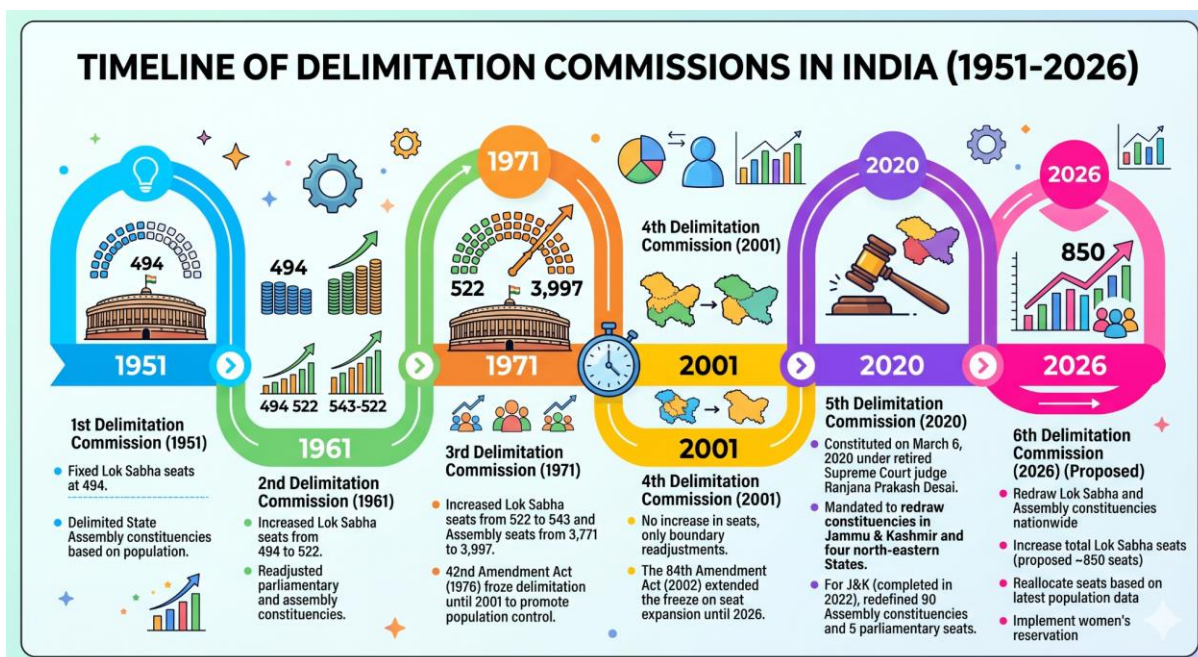 TIMELINE OF DELIMITATION COMMISSIONS IN INDIA (1951-2026)
494
1951
1st Delimitation
Commission (1951)
Fixed Lok Sabha seats
at 494.
Delimited State
Assembly constituencies
based on population.
494
494 522
543-522
1961
2nd Delimitation
Commission (1961)
Increased Lok Sabha
seats from
494 to 522.
Readjusted
parliamentary
and assembly
constituencies.
1971
522
3,997
1971
3rd Delimitation
Commission (1971)
Increased Lok Sabha
seats from 522 to 543 and
Assembly seats from 3,771
to 3,997.
42nd Amendment Act
(1976) froze delimitation
until 2001 to promote
population control.
4th Delimitation
Commission (2001)
2001
2001
4th Delimitation
Commission (2001)
No increase in seats,
only boundary
readjustments.
The 84th Amendment
Act (2002) extended
the freeze on seat
expansion until 2026.
2020
2020
5th Delimitation
Commission (2020)
Constituted on March 6,
2020 under retired
Supreme Court judge
Ranjana Prakash Desai.
Mandated to redraw
constituencies in
Jammu & Kashmir and
four north-eastern
States.
For J&K (completed in
2022), redefined 90
Assembly constituencies
and 5 parliamentary seats.
2026
850
2026
6th Delimitation
Commission
(2026) (Proposed)
Redraw Lok Sabha and
Assembly constituencies
nationwide
Increase total Lok Sabha seats
(proposed ~850 seats)
Reallocate seats based on
latest population data
Implement women's
reservation